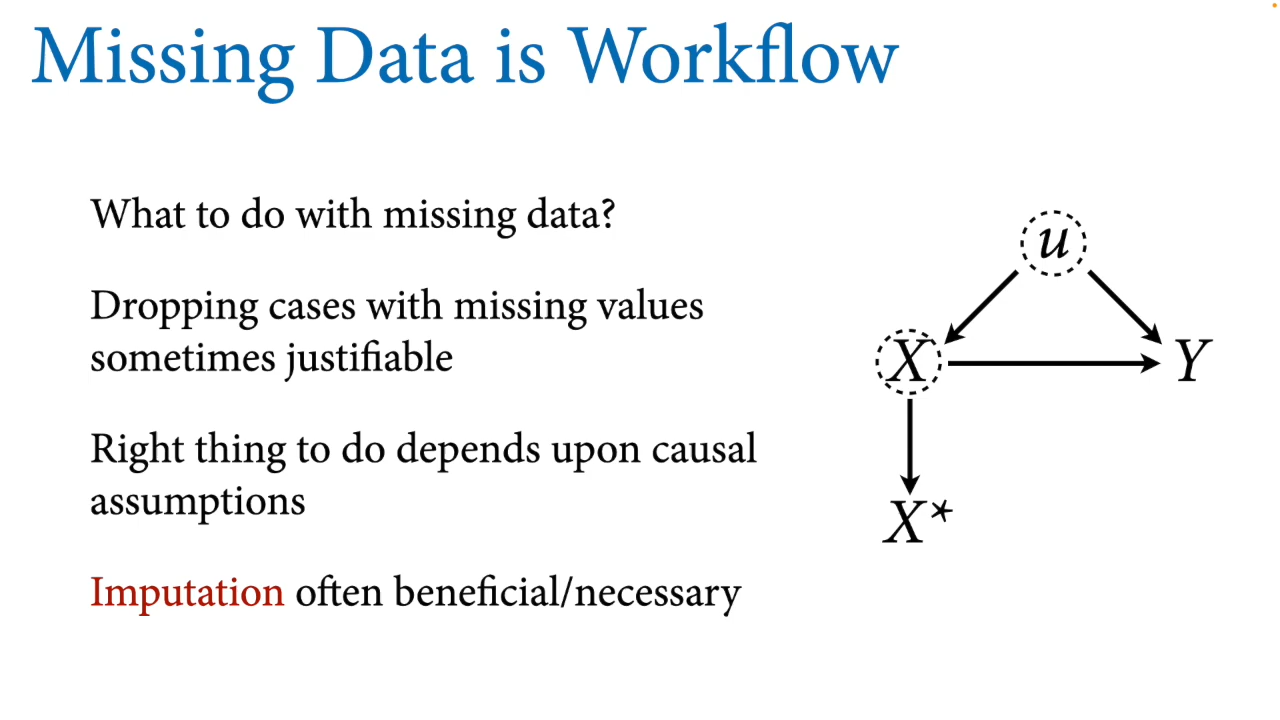 Missing Data is Workflow
What to do with missing data?
Dropping cases with missing values
sometimes justifiable
Right thing to do depends upon causal
assumptions
Imputation often beneficial/necessary
u
X
Y
X*